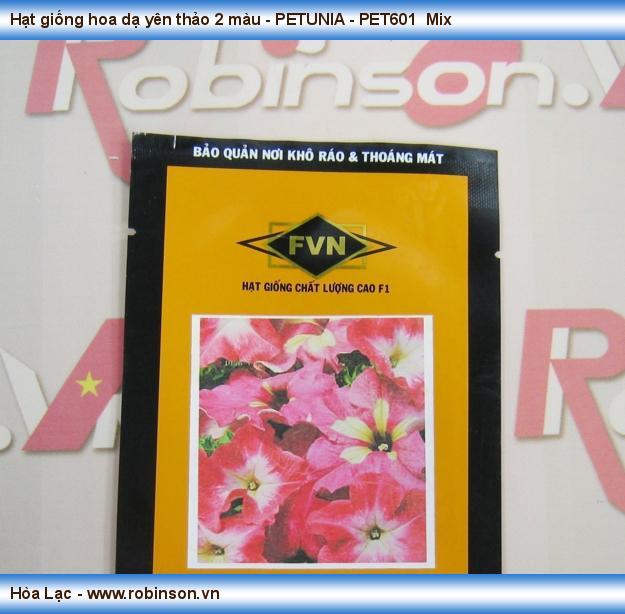 Hạt giống hoa dạ yên thảo 2 màu - PETUNIA - PET601 Mix
Robinson.V
BẢO QUẢN NƠI KHÔ RÁO & THOÁNG MÁT
FVN
HẠT GIỐNG CHẤT LƯỢNG CAO F1
Hòa Lạc - www.robinson.vn